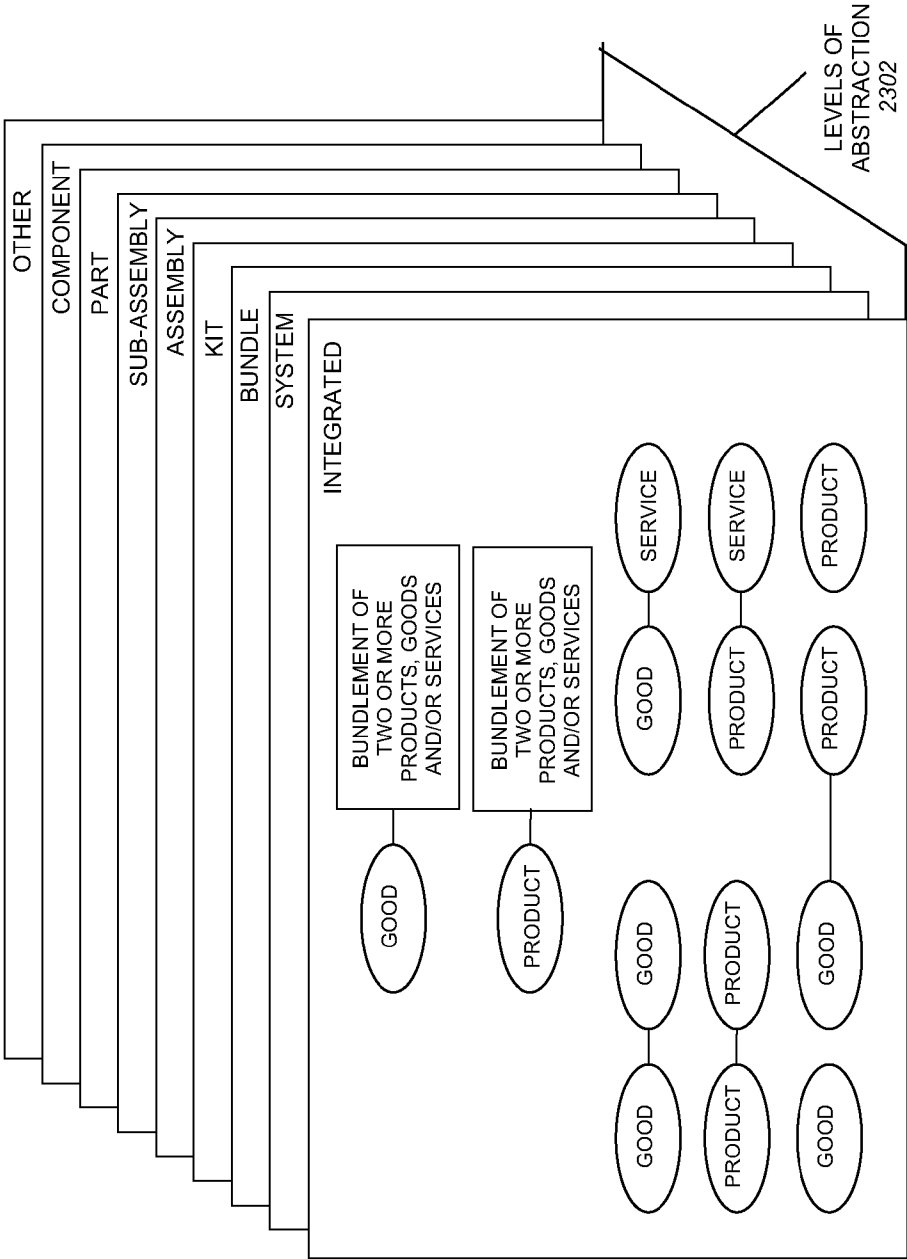 OTHER
COMPONENT
PART
SUB-ASSEMBLY
ASSEMBLY
KIT
BUNDLE
SYSTEM
INTEGRATED
GOOD
BUNDLEMENT OF
TWO OR MORE
PRODUCTS, GOODS
AND/OR SERVICES
PRODUCT
BUNDLEMENT OF
TWO OR MORE
PRODUCTS, GOODS
AND/OR SERVICES
GOOD
GOOD
GOOD
SERVICE
PRODUCT
PRODUCT
PRODUCT
SERVICE
GOOD
GOOD
PRODUCT
PRODUCT
LEVELS OF
ABSTRACTION
2302